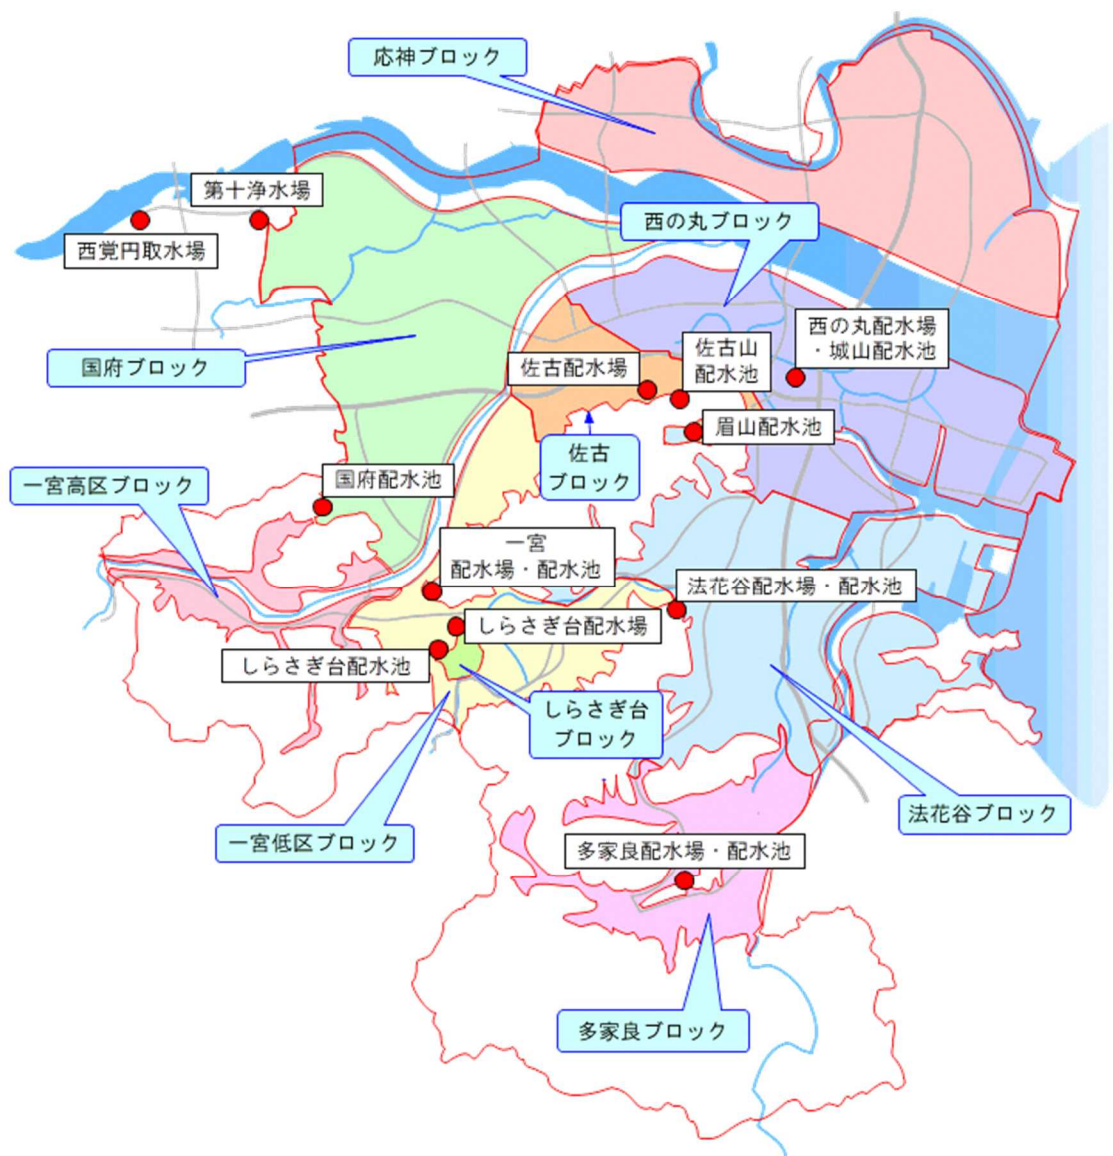 応神ブロック
第十浄水場
西覚円取水場
西の丸ブロック
国府ブロック
佐古配水場
佐古山
配水池
西の丸配水場
・城山配水池
眉山配水池
佐古
ブロック
国府配水池
一宮高区ブロック
一宮
配水場・配水池
法花谷配水場・配水池
しらさぎ台配水場
しらさぎ台配水池
しらさぎ台
ブロック
法花谷ブロック
一宮低区ブロック
多家良配水場・配水池
多家良ブロック